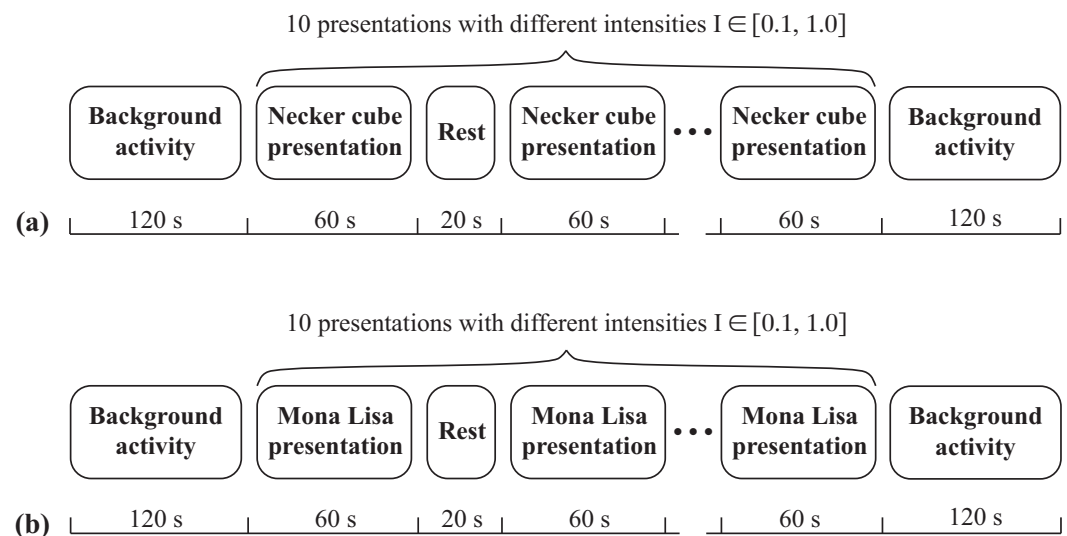 10 presentations with different intensities I ∈ [0.1, 1.0]
Background activity
Necker cube presentation
Rest
Necker cube presentation
•••
Necker cube presentation
Background activity
(a) 120 s 60 s 20 s 60 s 60 s 120 s
10 presentations with different intensities I ∈ [0.1, 1.0]
Background activity
Mona Lisa presentation
Rest
Mona Lisa presentation
•••
Mona Lisa presentation
Background activity
(b) 120 s 60 s 20 s 60 s 60 s 120 s